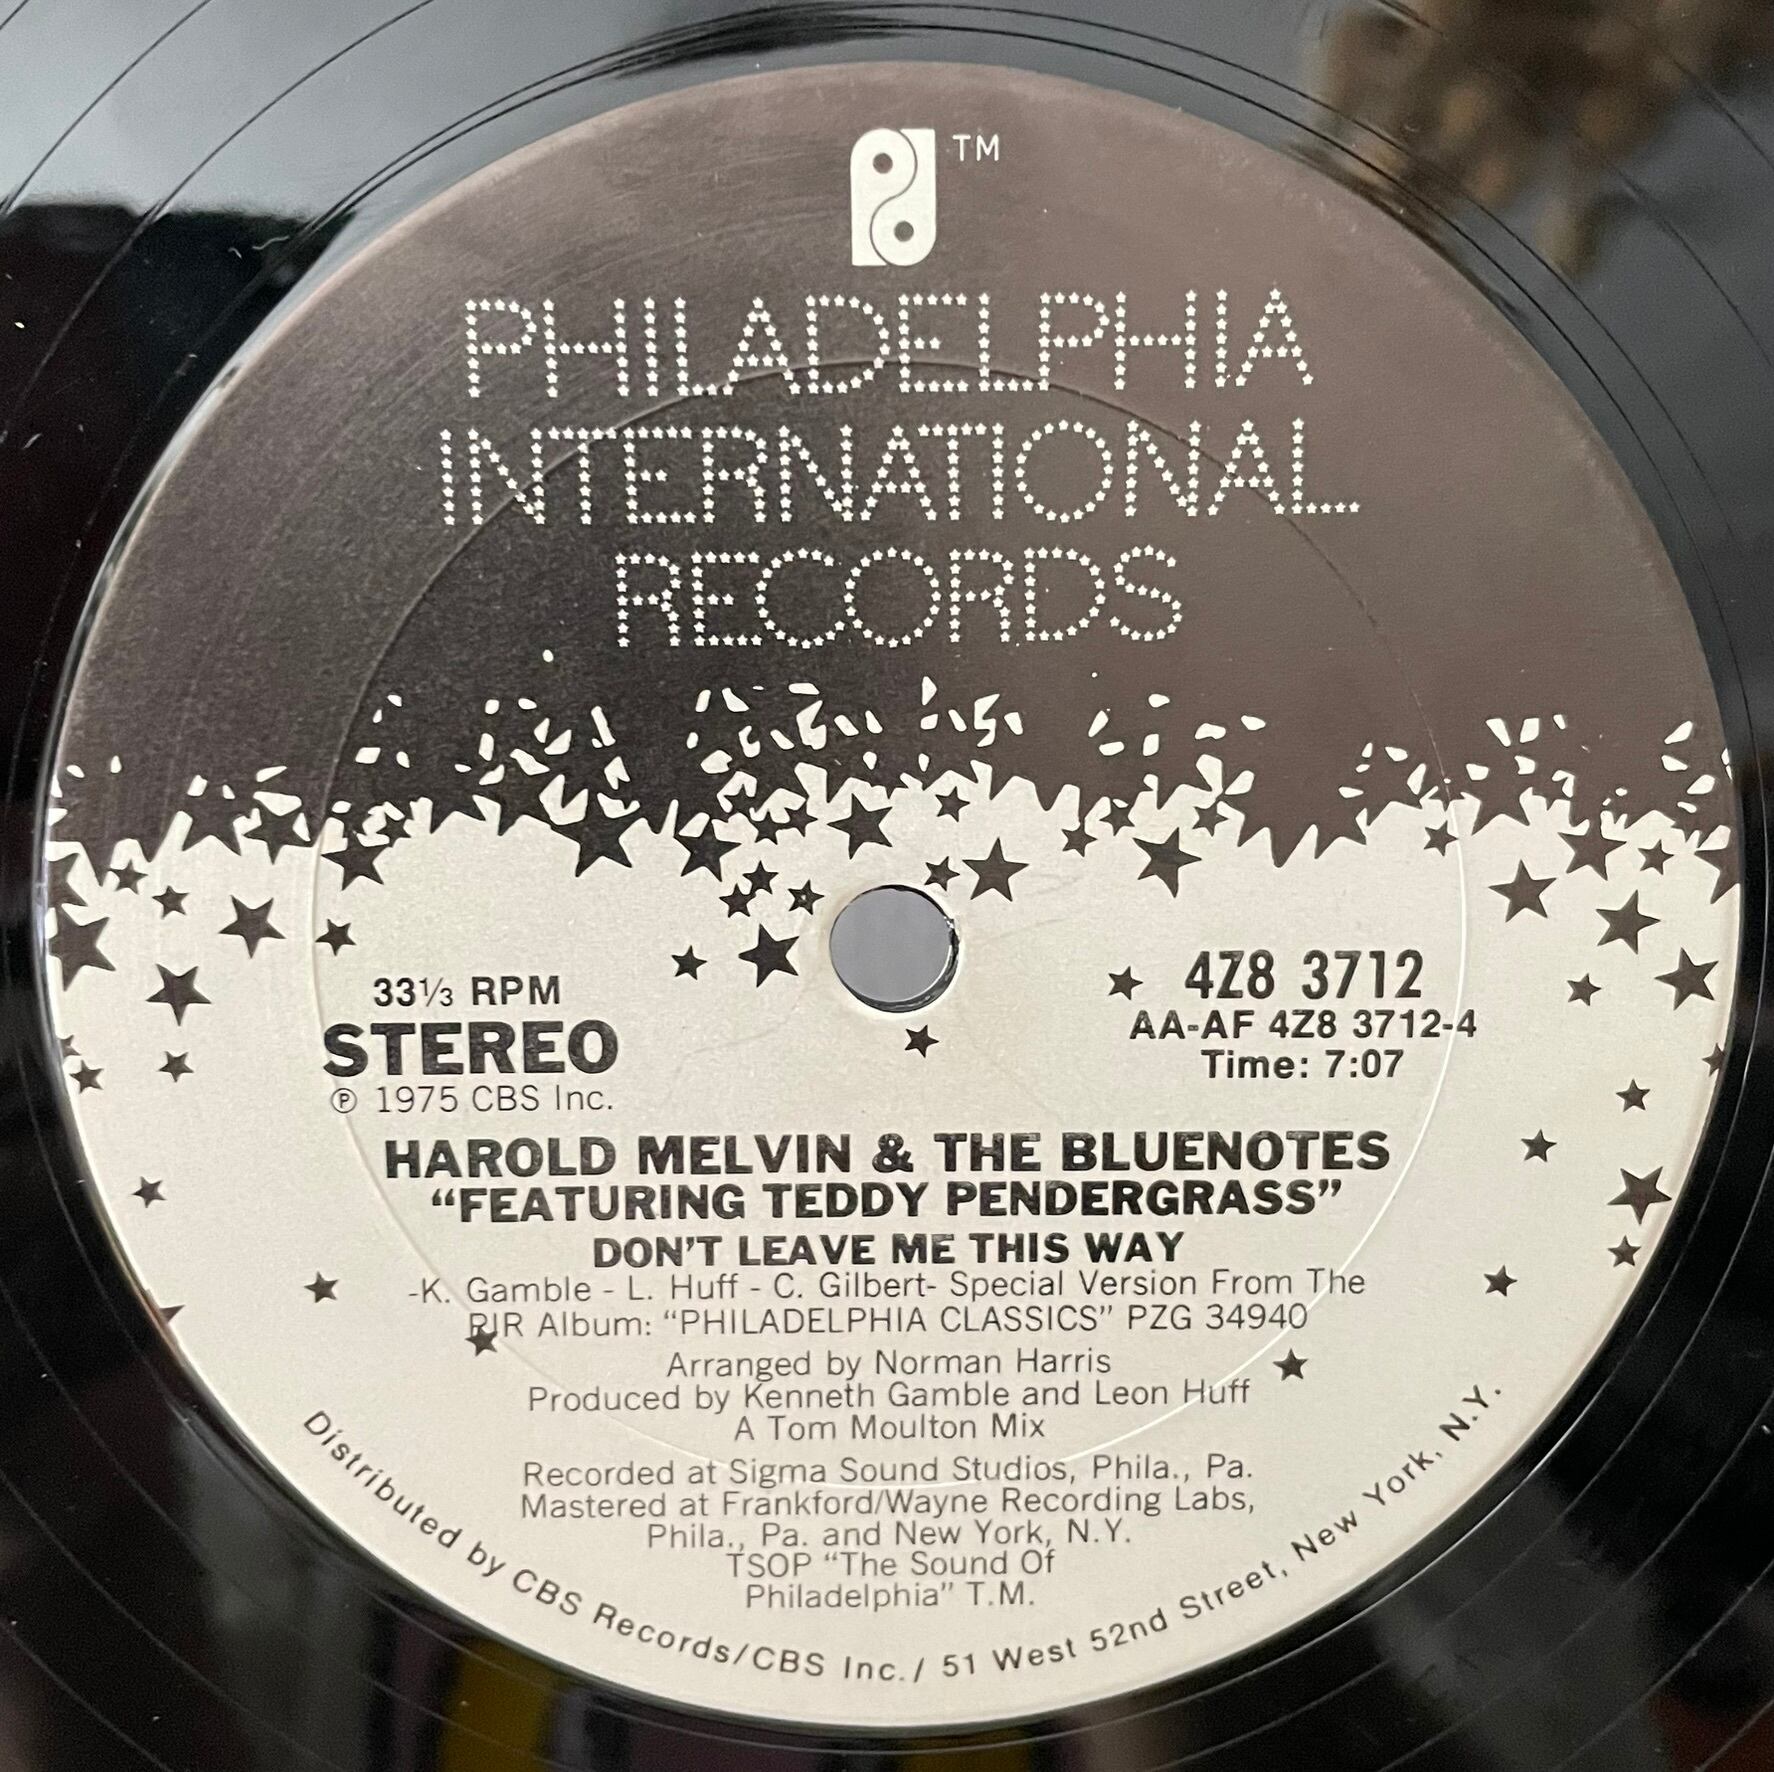 TM
PHILADELPHIA
INTERNATIONAL
RECORDS
33⅓ RPM
STEREO
℗ 1975 CBS Inc.
4Z8 3712
AA-AF 4Z8 3712-4
Time: 7:07
HAROLD MELVIN & THE BLUENOTES
“FEATURING TEDDY PENDERGRASS”
DON'T LEAVE ME THIS WAY
-K. Gamble - L. Huff - C. Gilbert- Special Version From The
PIR Album: “PHILADELPHIA CLASSICS” PZG 34940
Arranged by Norman Harris
Produced by Kenneth Gamble and Leon Huff
A Tom Moulton Mix
Recorded at Sigma Sound Studios, Phila., Pa.
Mastered at Frankford/Wayne Recording Labs,
Phila., Pa. and New York, N.Y.
TSOP “The Sound Of
Philadelphia” T.M.
Distributed by CBS Records/CBS Inc./ 51 West 52nd Street, New York, N.Y.